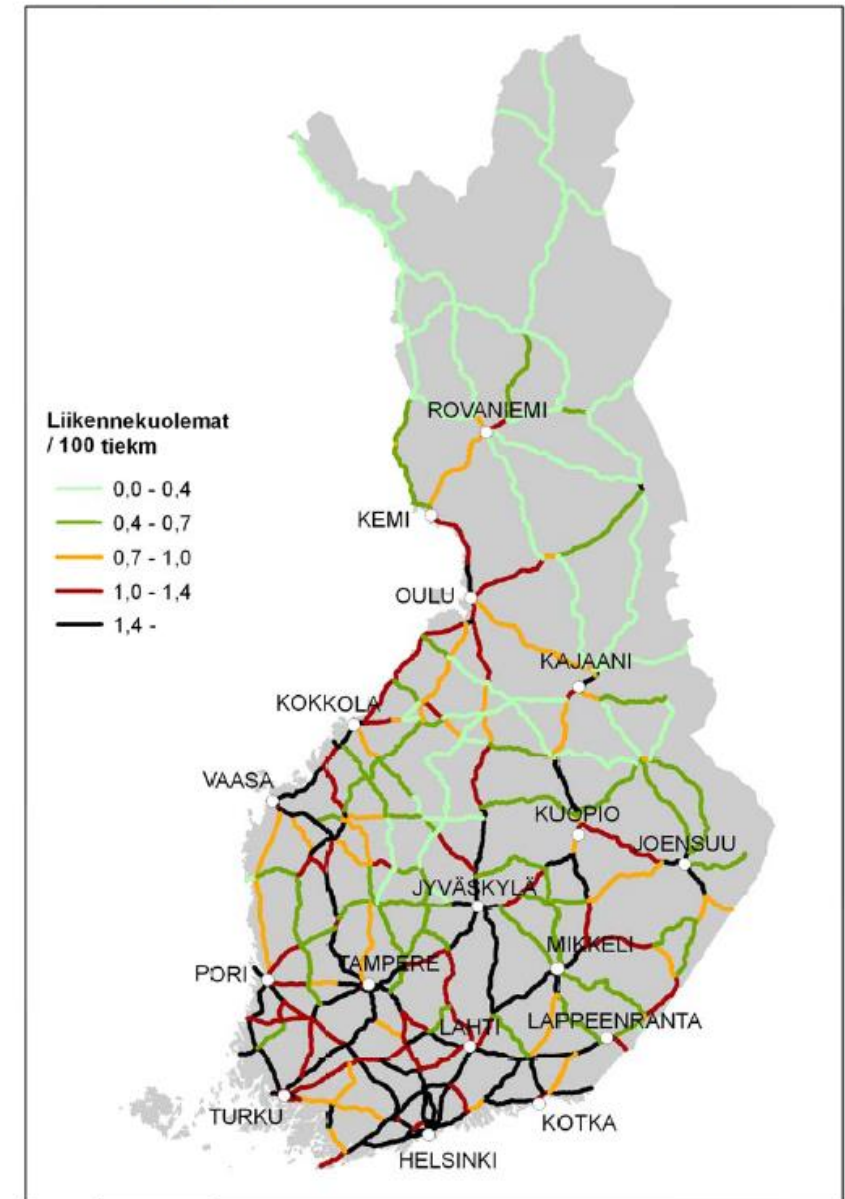 ROVANIEMI
Liikennekuolemat
/ 100 tiekm
0,0 - 0,4
0,4 - 0,7
0,7 - 1,0
1,0 - 1,4
1,4 -
KEMI
OULU
KAJAANI
KOKKOLA
VAASA
KUOPIO
JOENSUU
JYVÄSKYLÄ
MIKKELI
PORI
TAMPERE
LAHTI
LAPPEENRANTA
TURKU
KOTKA
HELSINKI